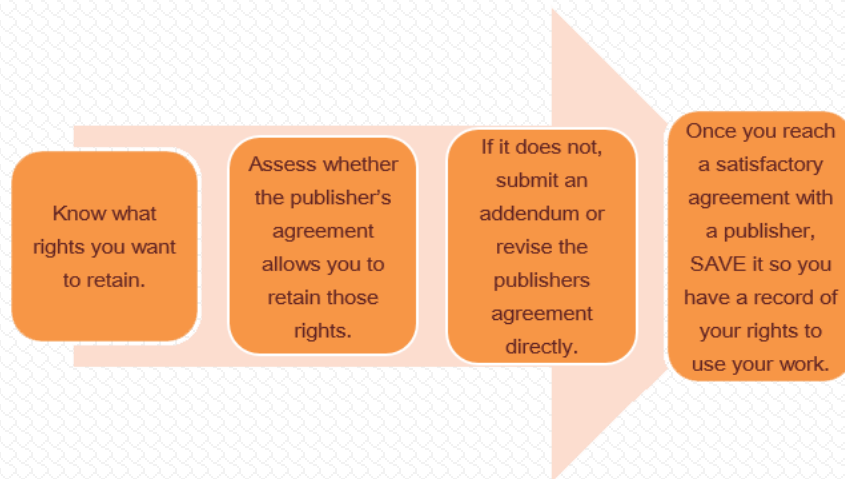 Know what
rights you want
to retain.
Assess whether
the publisher's
agreement
allows you to
retain those
rights.
If it does not,
submit an
addendum or
revise the
publishers
agreement
directly.
Once you reach
a satisfactory
agreement with
a publisher,
SAVE it so you
have a record of
your rights to
use your work.